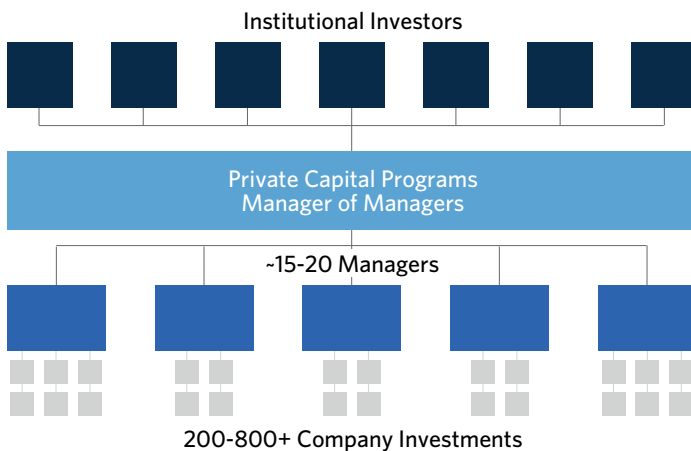 Institutional Investors
Private Capital Programs
Manager of Managers
~15-20 Managers
200-800+ Company Investments